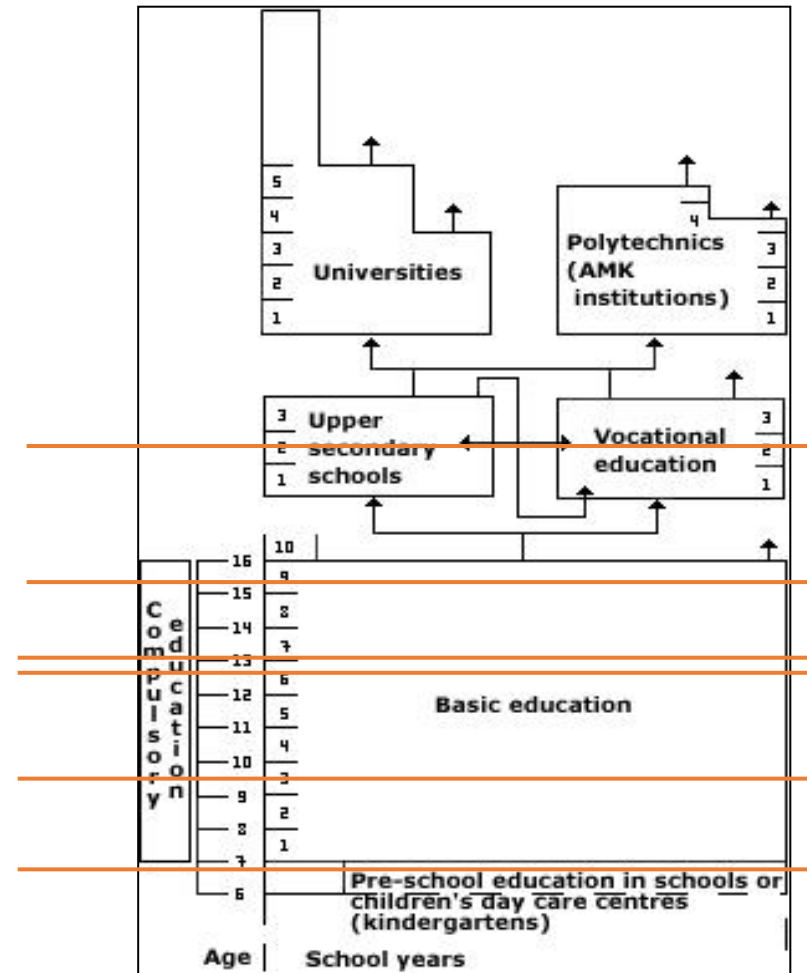 5
4
3
2
1
Universities
4
3
2
1
Polytechnics
(AMK
institutions)
3
2
1
Upper
secondary
schools
3
2
1
Vocational
education
10
9
8
7
6
5
4
3
2
1
16
15
14
13
12
11
10
9
8
7
6
Compulsory
education
Basic education
Pre-school education in schools or
children's day care centres
(kindergartens)
Age
School years